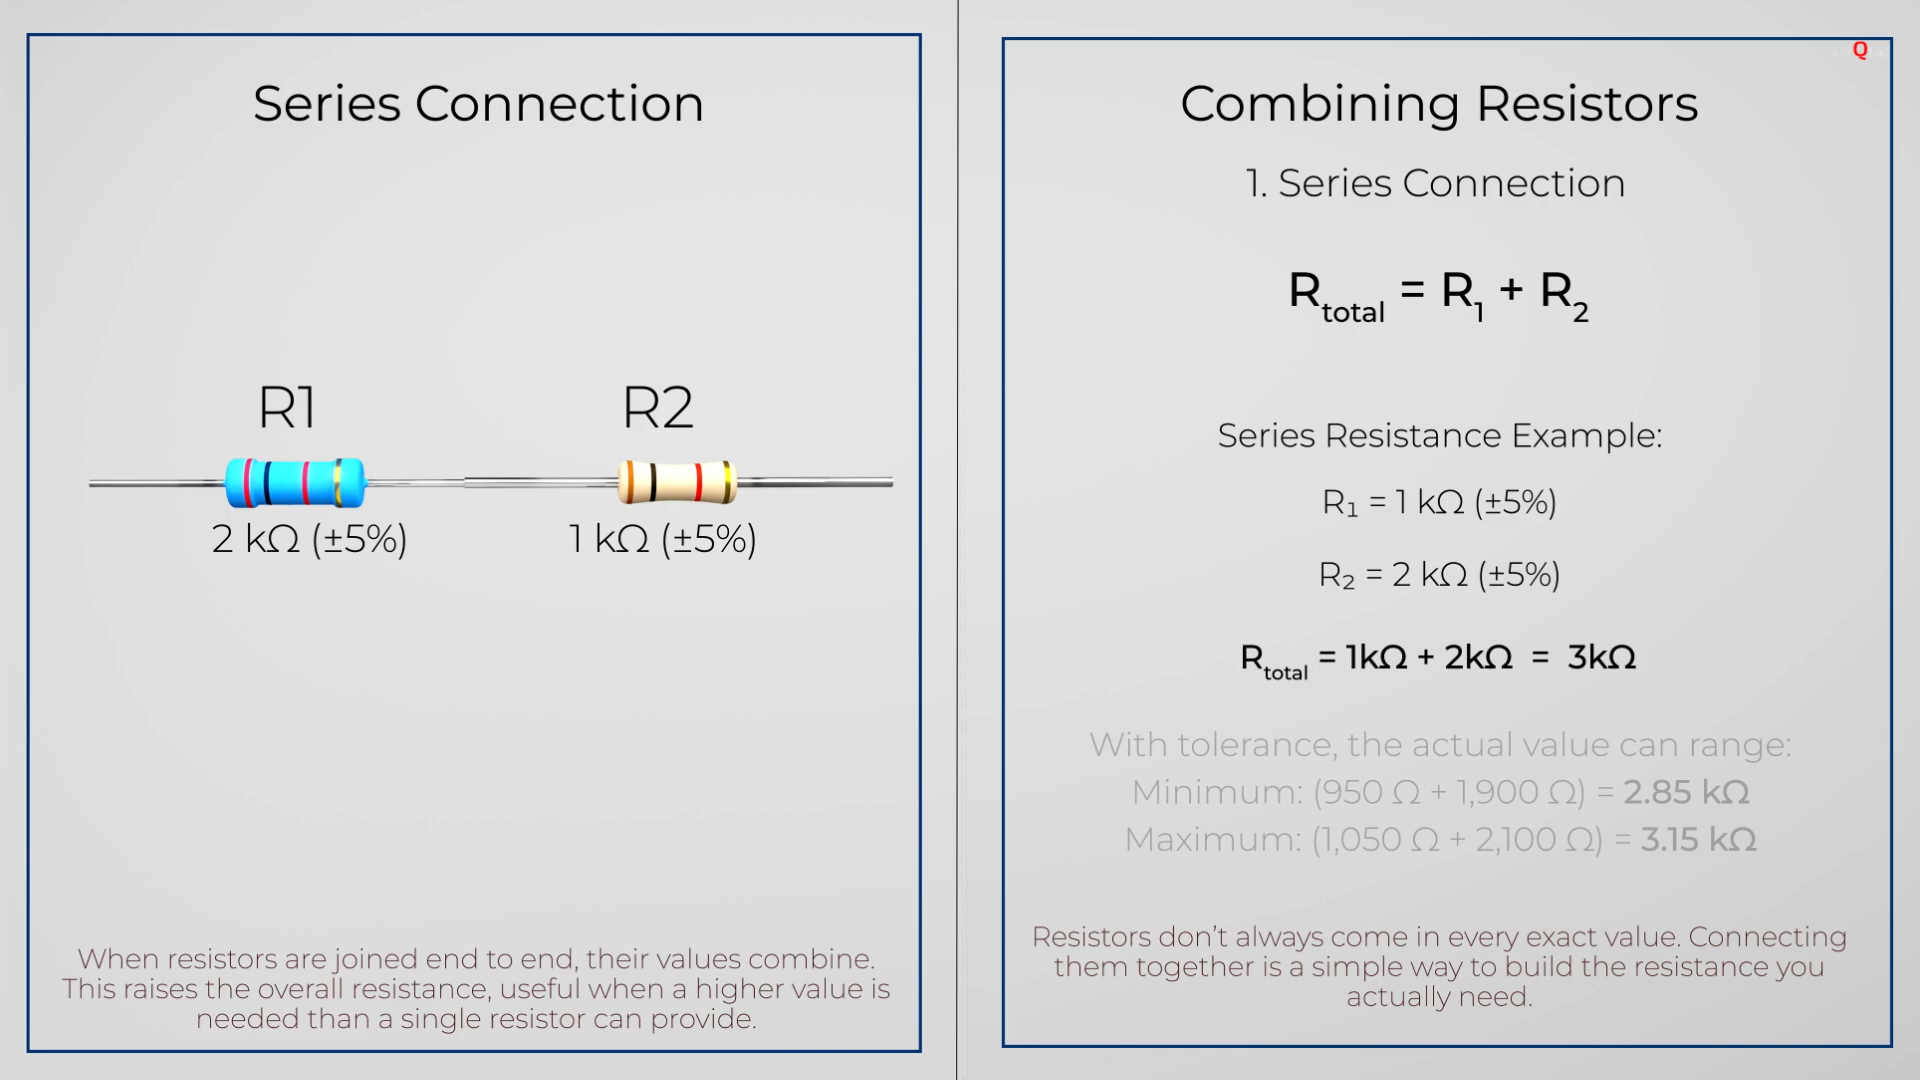 Series Connection
R1
R2
2 kΩ (±5%)
1 kΩ (±5%)
When resistors are joined end to end, their values combine.
This raises the overall resistance, useful when a higher value is
needed than a single resistor can provide.
Q
Combining Resistors
1. Series Connection
Rtotal = R1 + R2
Series Resistance Example:
R₁ = 1 kΩ (±5%)
R₂ = 2 kΩ (±5%)
Rtotal = 1kΩ + 2kΩ = 3kΩ
With tolerance, the actual value can range:
Minimum: (950 Ω + 1,900 Ω) = 2.85 kΩ
Maximum: (1,050 Ω + 2,100 Ω) = 3.15 kΩ
Resistors don’t always come in every exact value. Connecting
them together is a simple way to build the resistance you
actually need.